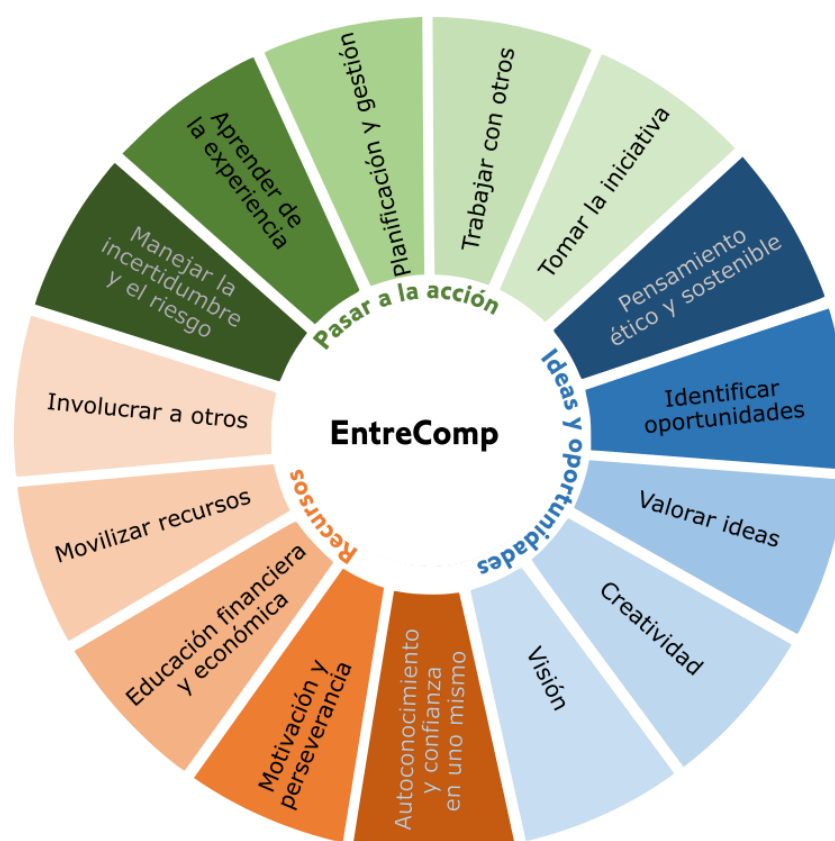 EntreComp
Pasar a la acción
Manejar la
incertidumbre
y el riesgo
Aprender de
la experiencia
Planificación y gestión
Trabajar con otros
Tomar la iniciativa
Ideas y oportunidades
Pensamiento
ético y sostenible
Identificar
oportunidades
Valorar ideas
Creatividad
Visión
Recursos
Autoconocimiento
y confianza
en uno mismo
Motivación y
perseverancia
Educación financiera
y económica
Movilizar recursos
Involucrar a otros